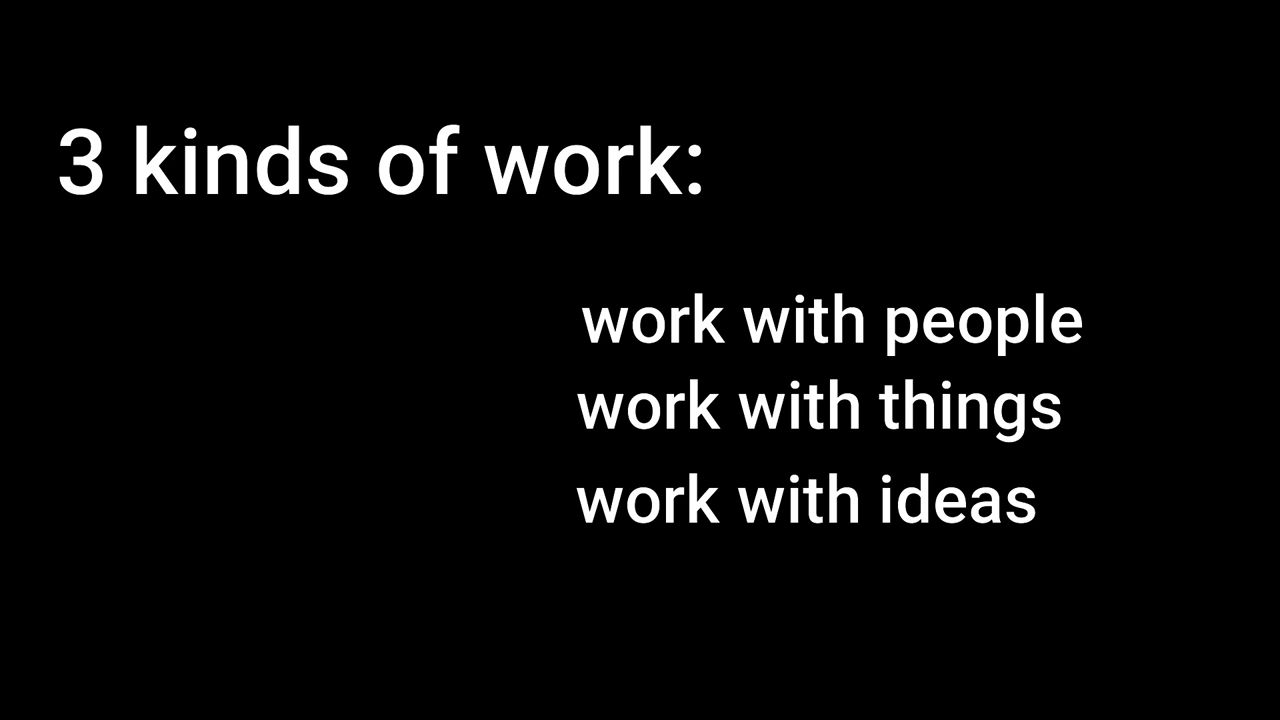 3 kinds of work:
work with people
work with things
work with ideas